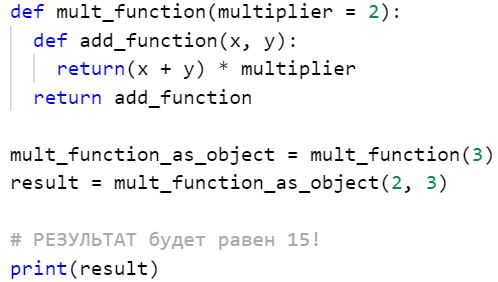 def mult_function(multiplier = 2):
  def add_function(x, y):
    return(x + y) * multiplier
  return add_function

mult_function_as_object = mult_function(3)
result = mult_function_as_object(2, 3)

# РЕЗУЛЬТАТ будет равен 15!
print(result)